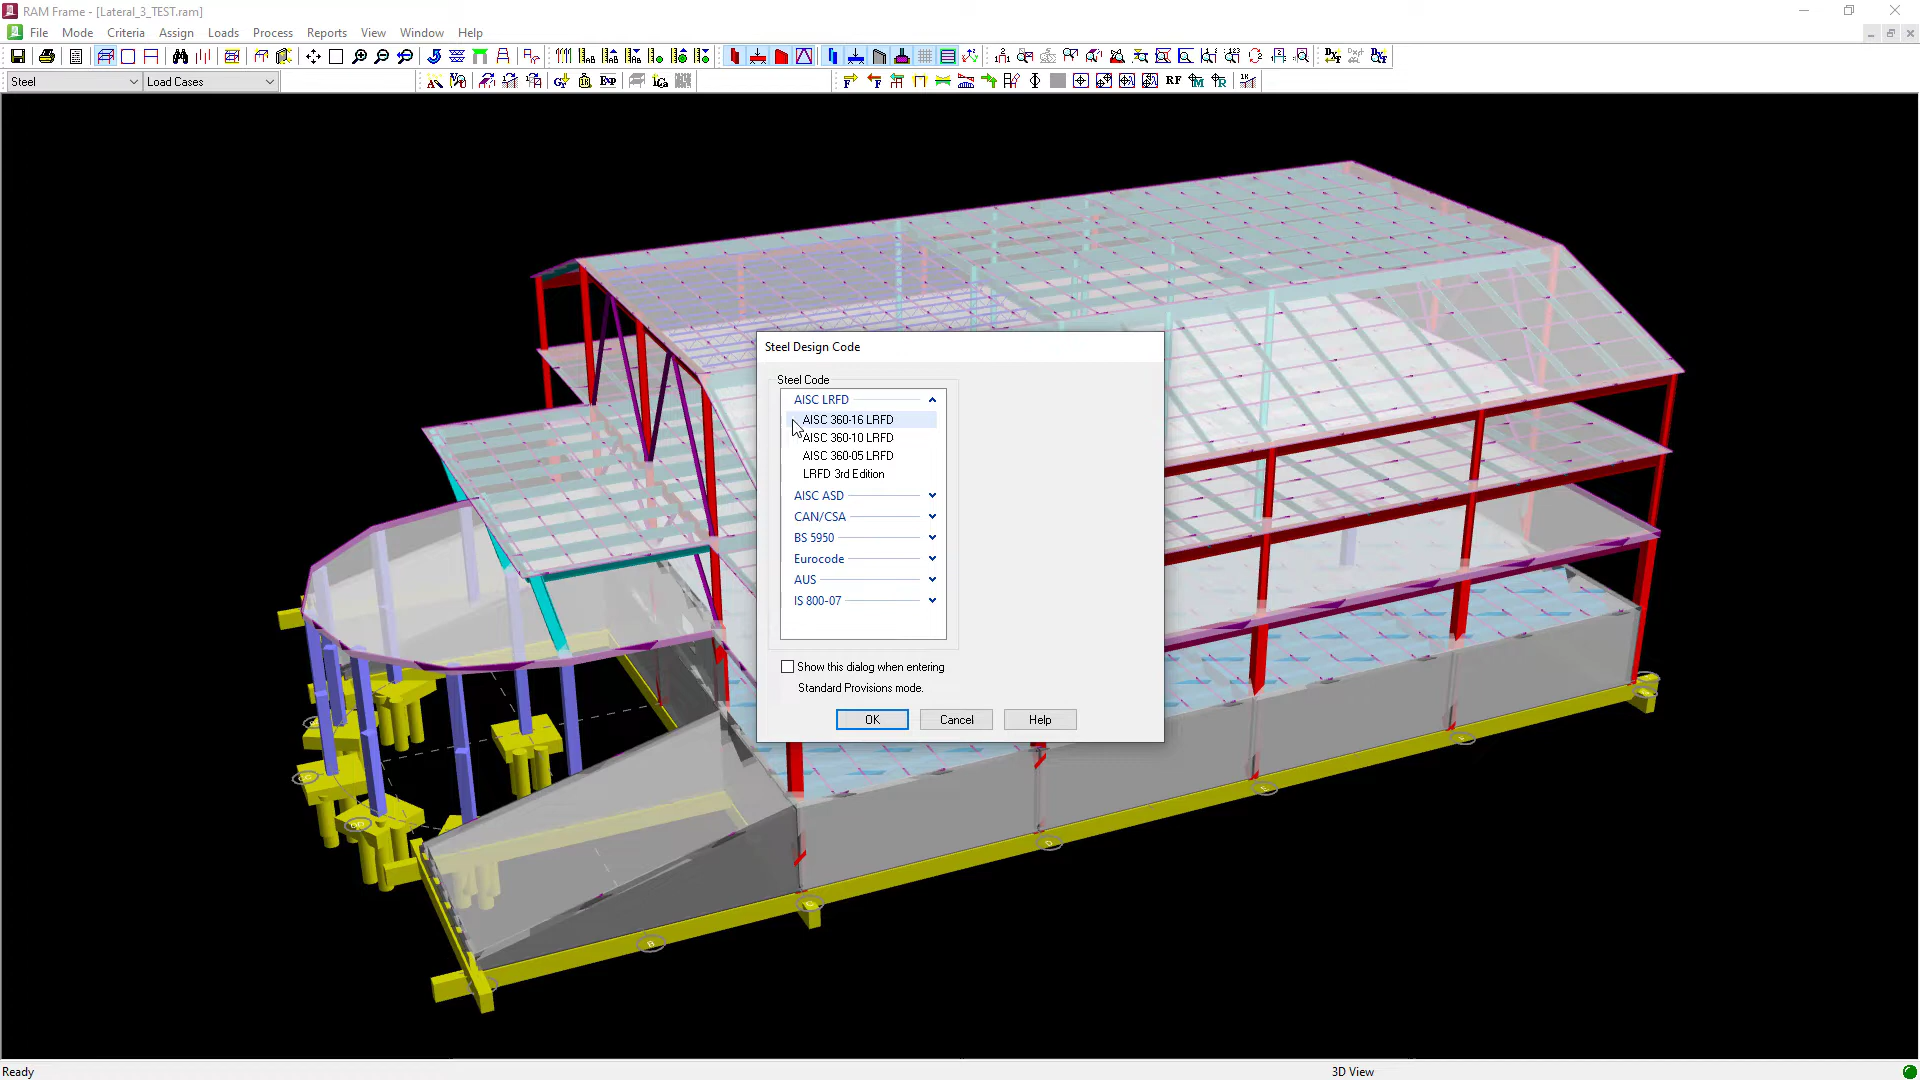 RAM Frame - [Lateral_3_TEST.ram]
File Mode Criteria Assign Loads Process Reports View Window Help
Steel Load Cases
Exp
RF
Steel Design Code
Steel Code
AISC LRFD
AISC 360-16 LRFD
AISC 360-10 LRFD
AISC 360-05 LRFD
LRFD 3rd Edition
AISC ASD
CAN/CSA
BS 5950
Eurocode
AUS
IS 800-07
Show this dialog when entering
Standard Provisions mode.
OK Cancel Help
B
Ready 3D View